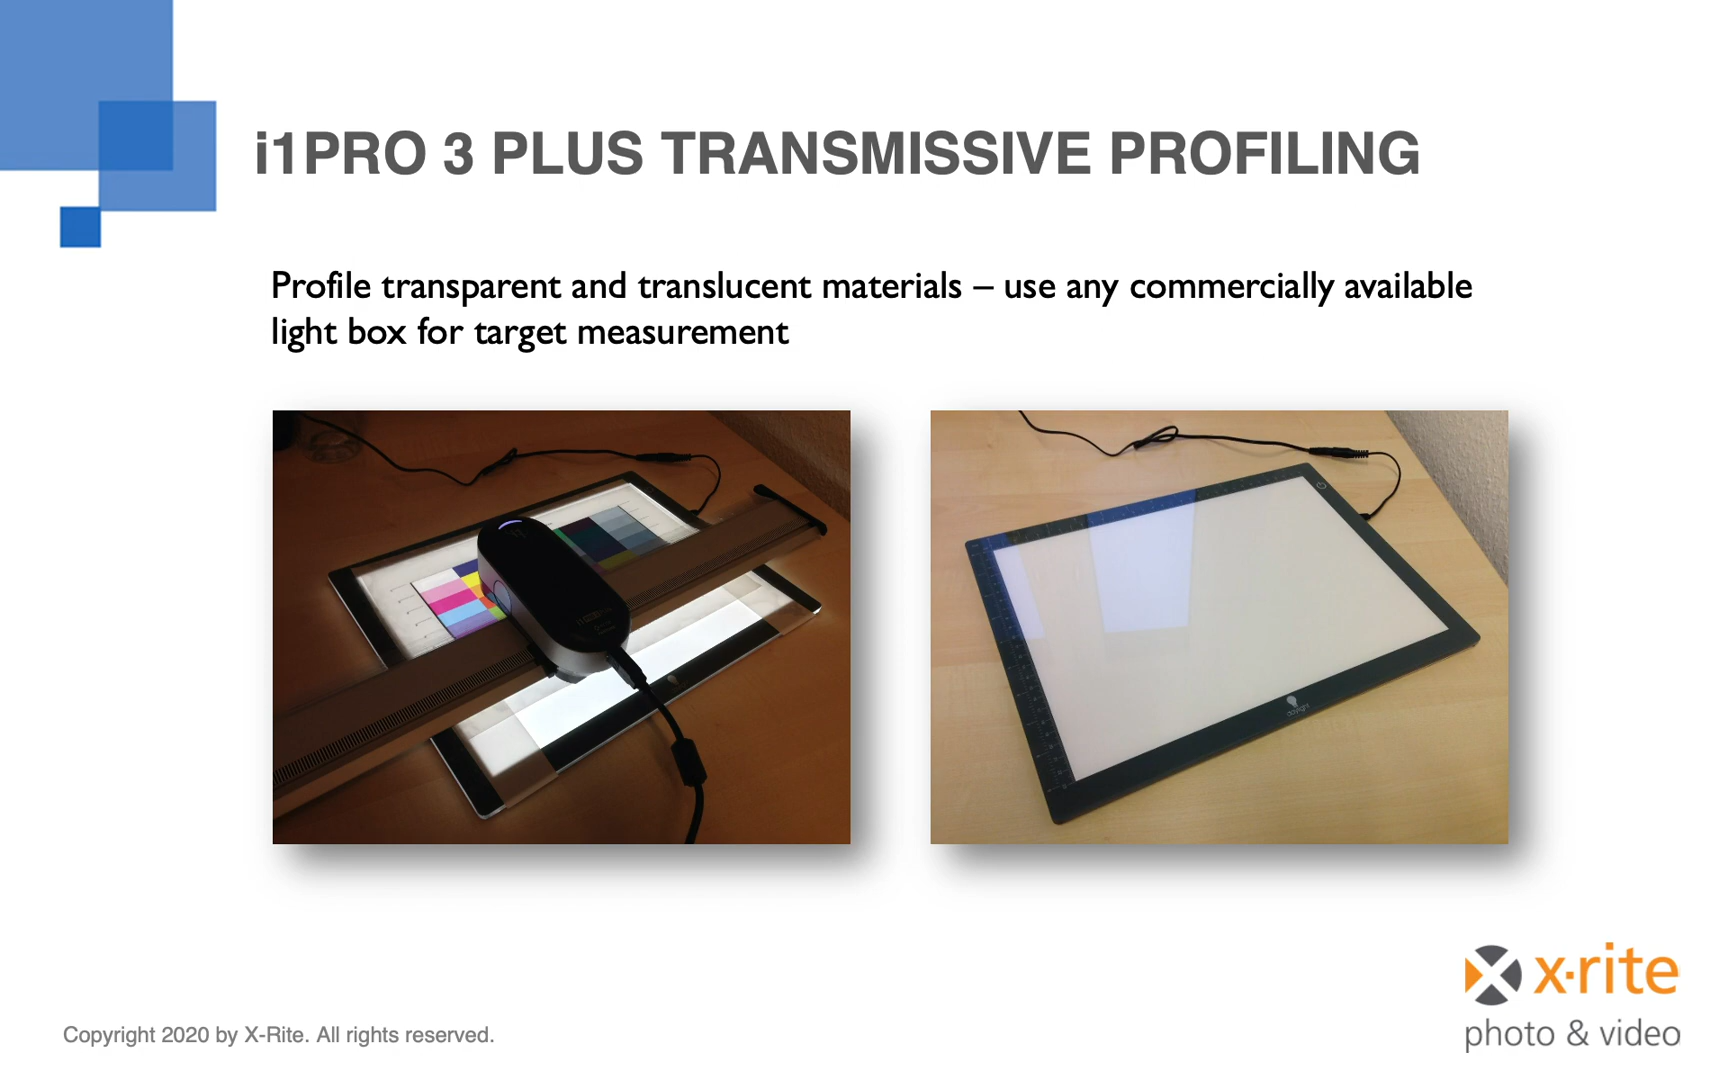 i1PRO 3 PLUS TRANSMISSIVE PROFILING
Profile transparent and translucent materials – use any commercially available
light box for target measurement
x·rite
photo & video
Copyright 2020 by X-Rite. All rights reserved.